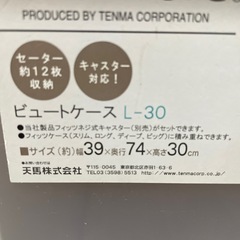 PRODUCED BY TENMA CORPORATION
セーター
約12枚
収納
キャスター
対応!
ビュートケース L-30
●当社製品フィッツネジ式キャスター(別売)がセットできます。
●フィッツケース(スリム、ロング、ディープ、ビッグ)に積み重ねできます。
●サイズ(約)幅39×奥行74×高さ30cm
天馬株式会社
〒115-0045 東京都北区赤羽1-63-6
TEL03(3598)5513 http://www.tenmacorp.co.jp/